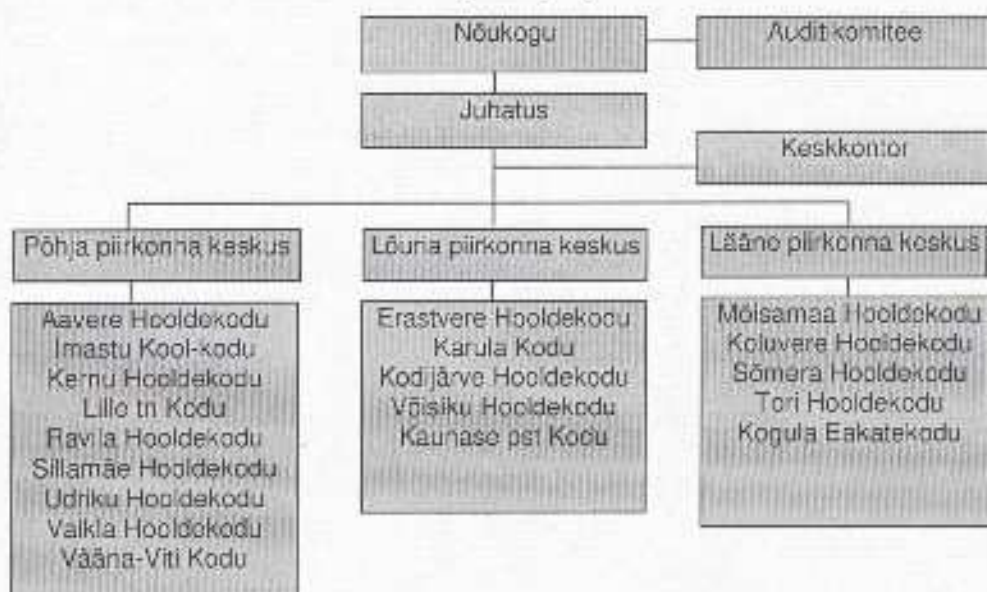 Nõukogu
Auditikomitee
Juhatus
Keskkontor
Põhja piirkonna keskus
Lõuna piirkonna keskus
Lääne piirkonna keskus
Aavere Hooldekodu
Imastu Kool-kodu
Kernu Hooldekodu
Lille tn Kodu
Ravila Hooldekodu
Sillamäe Hooldekodu
Udriku Hooldekodu
Vaikla Hooldekodu
Vääna-Viti Kodu
Erastvere Hooldekodu
Karula Kodu
Kodijärve Hooldekodu
Võisiku Hooldekodu
Kaunase pst Kodu
Mõisamaa Hooldekodu
Koluvere Hooldekodu
Sõmera Hooldekodu
Tori Hooldekodu
Kogula Eakatekodu